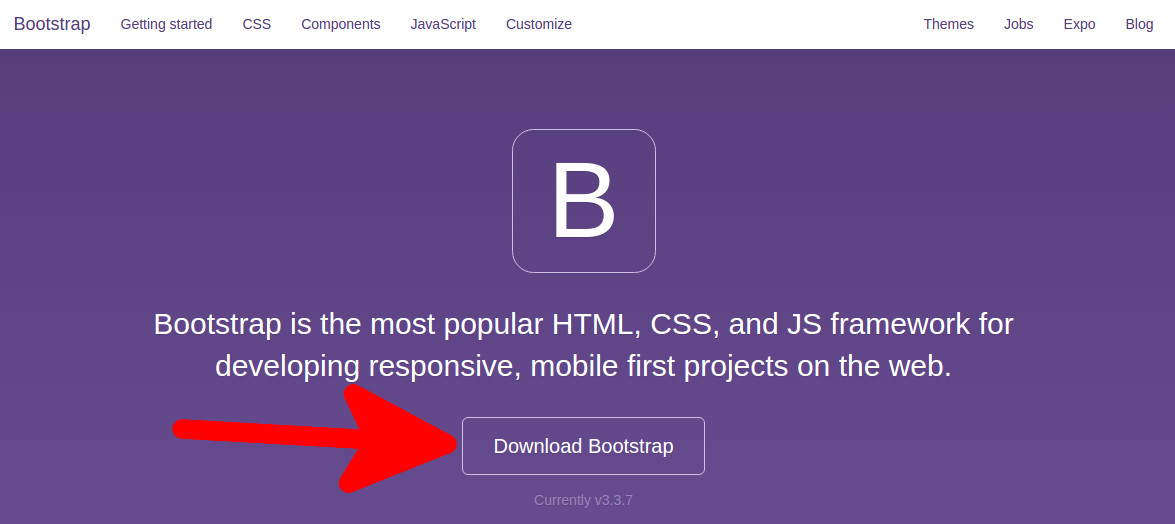 Bootstrap Getting started CSS Components JavaScript Customize Themes Jobs Expo Blog
B
Bootstrap is the most popular HTML, CSS, and JS framework for
developing responsive, mobile first projects on the web.
Download Bootstrap
Currently v3.3.7